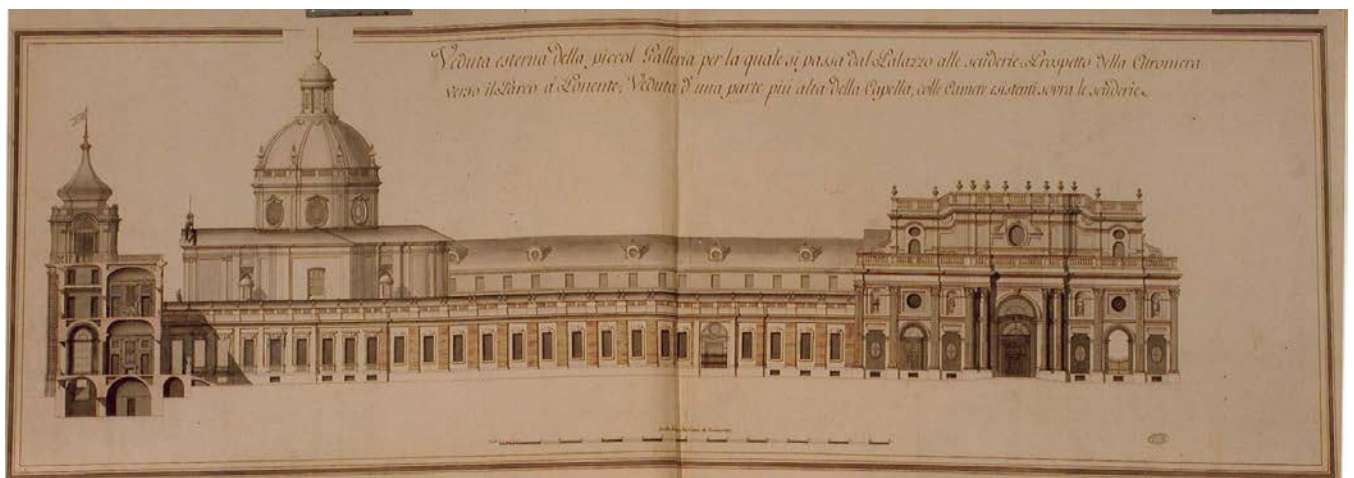 Veduta esterna della piccol Galleria per la quale si passa dal Palazzo alle scuderie. Prospetto della Citroniera
verso il Parco a' Ponente, Veduta d'una parte più alta della Capella, colle Camere esistenti sovra le scuderie.